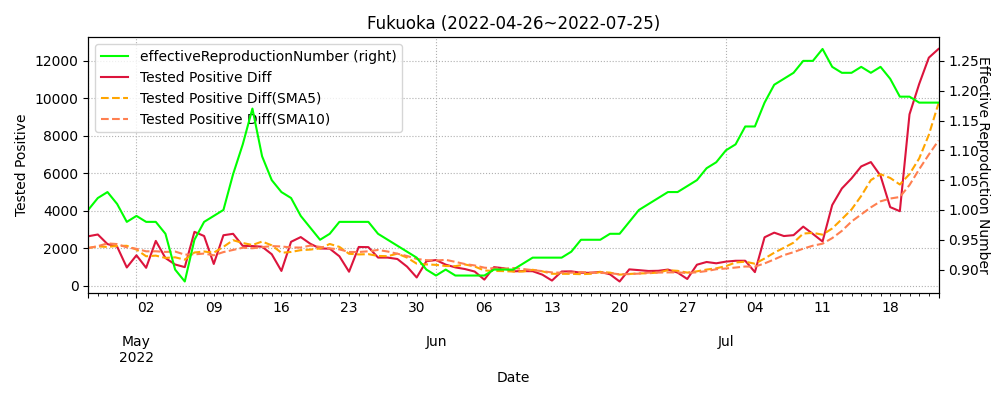 Fukuoka (2022-04-26~2022-07-25)
effectiveReproductionNumber (right)
Tested Positive Diff
Tested Positive Diff(SMA5)
Tested Positive Diff(SMA10)
Tested Positive
12000
10000
8000
6000
4000
2000
0
1.25
1.20
1.15
1.10
1.05
1.00
0.95
0.90
Effective Reproduction Number
02 09 16 23 30 06 13 20 27 04 11 18
May Jun Jul
2022
Date